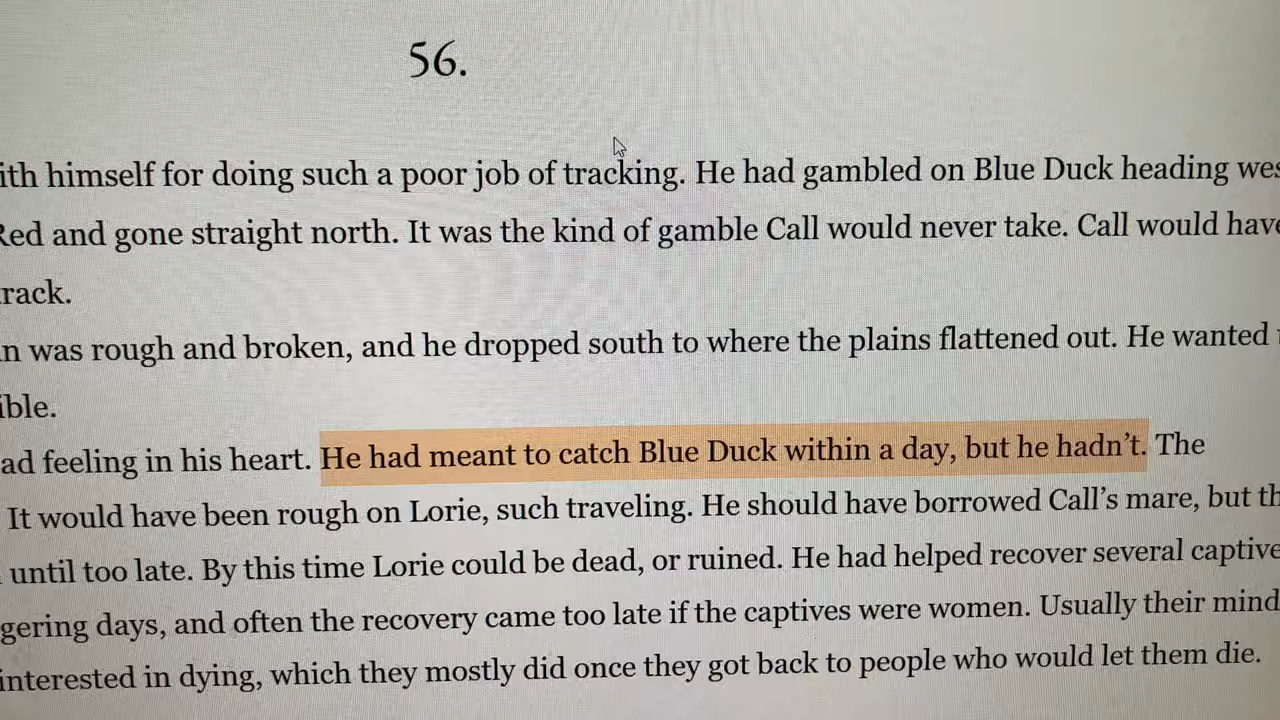 56.
ith himself for doing such a poor job of tracking. He had gambled on Blue Duck heading wes
Red and gone straight north. It was the kind of gamble Call would never take. Call would have
rack.
n was rough and broken, and he dropped south to where the plains flattened out. He wanted
ible.
ad feeling in his heart. He had meant to catch Blue Duck within a day, but he hadn’t. The
It would have been rough on Lorie, such traveling. He should have borrowed Call’s mare, but th
until too late. By this time Lorie could be dead, or ruined. He had helped recover several captive
gering days, and often the recovery came too late if the captives were women. Usually their mind
interested in dying, which they mostly did once they got back to people who would let them die.